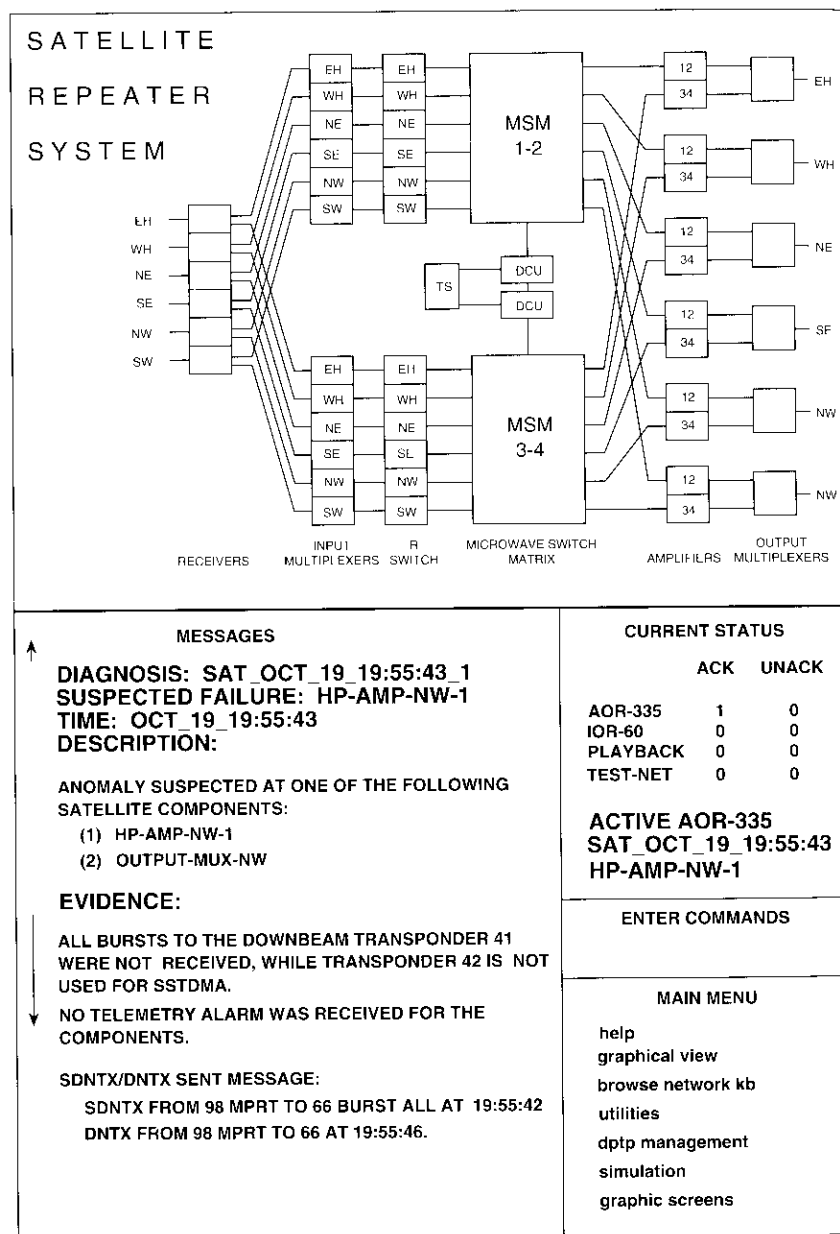 SATELLITE
REPEATER
SYSTEM
EH
WH
NE
SE
NW
SW
EH
WH
NE
SE
NW
SW
EH
WH
NE
SE
NW
SW
MSM
1-2
TS
DCU
DCU
EH
WH
NE
SE
NW
SW
EH
WH
NE
SE
NW
SW
MSM
3-4
12
34
EH
12
34
WH
12
34
NE
12
34
SE
12
34
NW
12
34
NW
RECEIVERS
INPUT
MULTIPLEXERS
R
SWITCH
MICROWAVE SWITCH
MATRIX
AMPLIFIERS
OUTPUT
MULTIPLEXERS
MESSAGES
DIAGNOSIS: SAT_OCT_19_19:55:43_1
SUSPECTED FAILURE: HP-AMP-NW-1
TIME: OCT_19_19:55:43
DESCRIPTION:
ANOMALY SUSPECTED AT ONE OF THE FOLLOWING
SATELLITE COMPONENTS:
(1) HP-AMP-NW-1
(2) OUTPUT-MUX-NW
EVIDENCE:
ALL BURSTS TO THE DOWNBEAM TRANSPONDER 41
WERE NOT RECEIVED, WHILE TRANSPONDER 42 IS NOT
USED FOR SSTDMA.
NO TELEMETRY ALARM WAS RECEIVED FOR THE
COMPONENTS.
SDNTX/DNTX SENT MESSAGE:
SDNTX FROM 98 MPRT TO 66 BURST ALL AT 19:55:42
DNTX FROM 98 MPRT TO 66 AT 19:55:46.
CURRENT STATUS
ACK UNACK
AOR-335 1 0
IOR-60 0 0
PLAYBACK 0 0
TEST-NET 0 0
ACTIVE AOR-335
SAT_OCT_19_19:55:43
HP-AMP-NW-1
ENTER COMMANDS
MAIN MENU
help
graphical view
browse network kb
utilities
dptp management
simulation
graphic screens